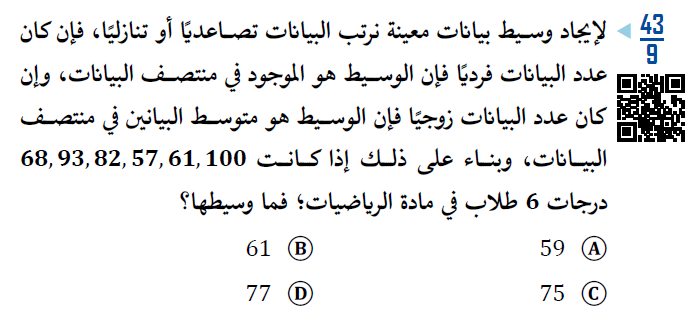 43
9
لإيجاد وسيط بيانات معينة نرتب البيانات تصاعديًا أو تنازليًا، فإن كان
عدد البيانات فرديًا فإن الوسيط هو الموجود في منتصف البيانات، وإن
كان عدد البيانات زوجيًا فإن الوسيط هو متوسط البيانين في منتصف
البيانات، وبناء على ذلك إذا كانت 68, 93, 82, 57, 61, 100
درجات 6 طلاب في مادة الرياضيات؛ فما وسيطها؟
A 59 B 61
C 75 D 77